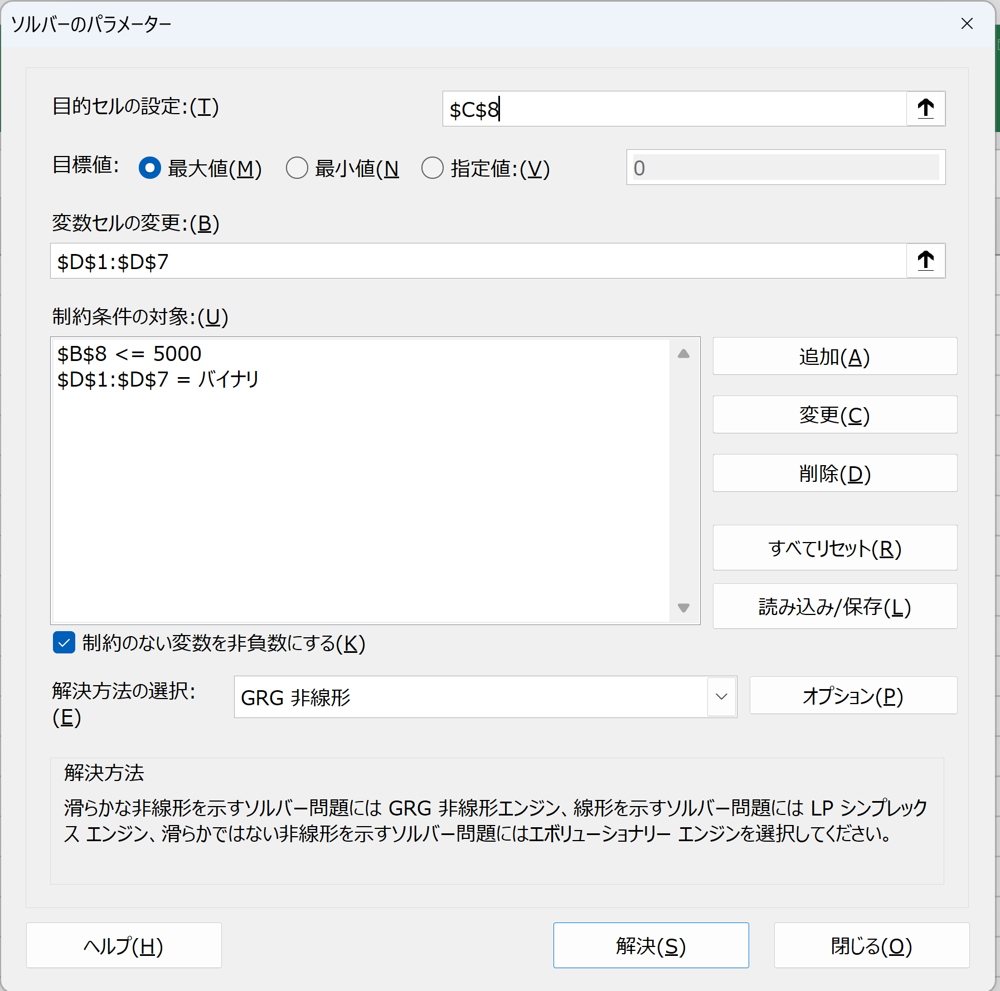 ソルバーのパラメーター
目的セルの設定:(T)
$C$8
目標値:
最大値(M)
最小値(N
指定値:(V)
0
変数セルの変更:(B)
$D$1:$D$7
制約条件の対象:(U)
$B$8 <= 5000
$D$1:$D$7 = バイナリ
追加(A)
変更(C)
削除(D)
すべてリセット(R)
読み込み/保存(L)
制約のない変数を非負数にする(K)
解決方法の選択:
(E)
GRG 非線形
オプション(P)
解決方法
滑らかな非線形を示すソルバー問題には GRG 非線形エンジン、線形を示すソルバー問題には LP シンプレック
ス エンジン、滑らかではない非線形を示すソルバー問題にはエボリューショナリー エンジンを選択してください。
ヘルプ(H)
解決(S)
閉じる(O)